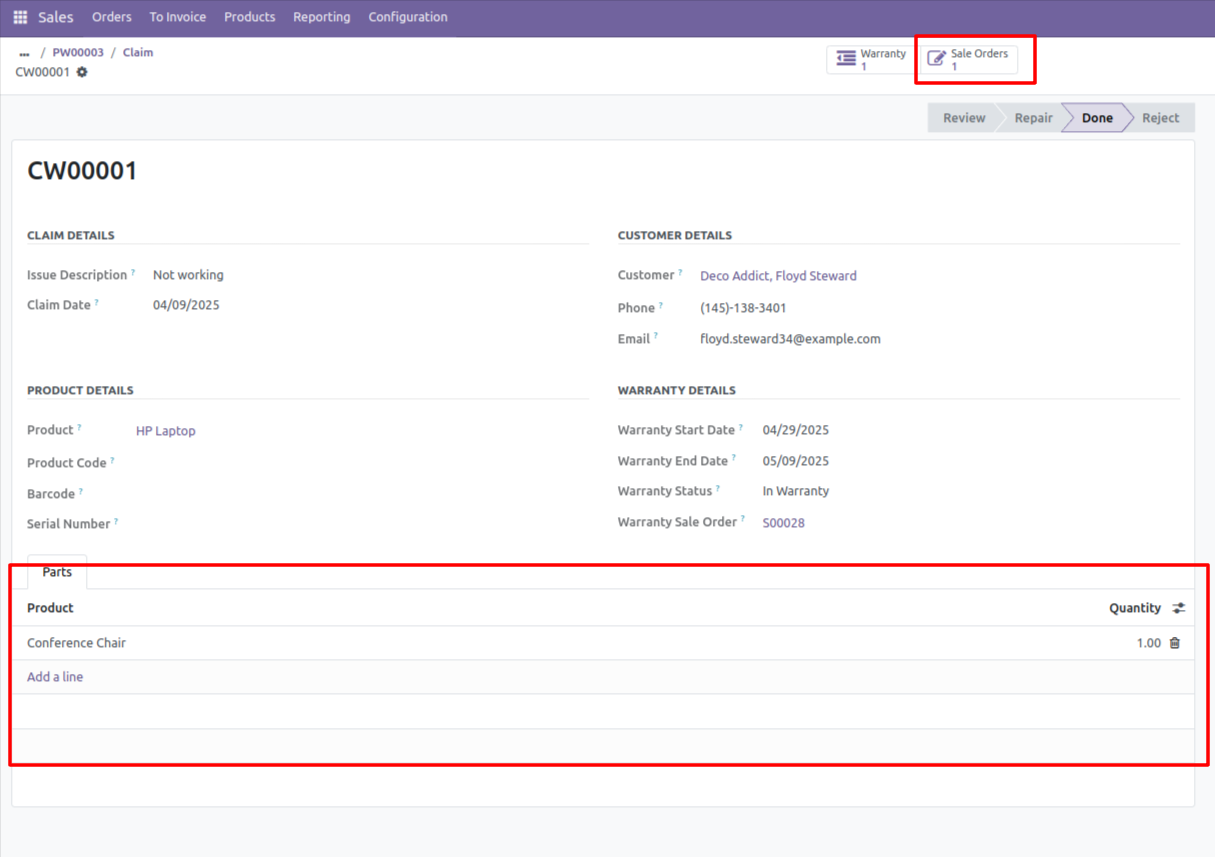 Sales Orders To Invoice Products Reporting Configuration
... / PW00003 / Claim
CW00001
Warranty
1
Sale Orders
1
Review Repair Done Reject
CW00001
CLAIM DETAILS
Issue Description ? Not working
Claim Date ? 04/09/2025
CUSTOMER DETAILS
Customer ? Deco Addict, Floyd Steward
Phone ? (145)-138-3401
Email ? floyd.steward34@example.com
PRODUCT DETAILS
Product ? HP Laptop
Product Code ?
Barcode ?
Serial Number ?
WARRANTY DETAILS
Warranty Start Date ? 04/29/2025
Warranty End Date ? 05/09/2025
Warranty Status ? In Warranty
Warranty Sale Order ? S00028
Parts
Product Quantity
Conference Chair 1.00
Add a line